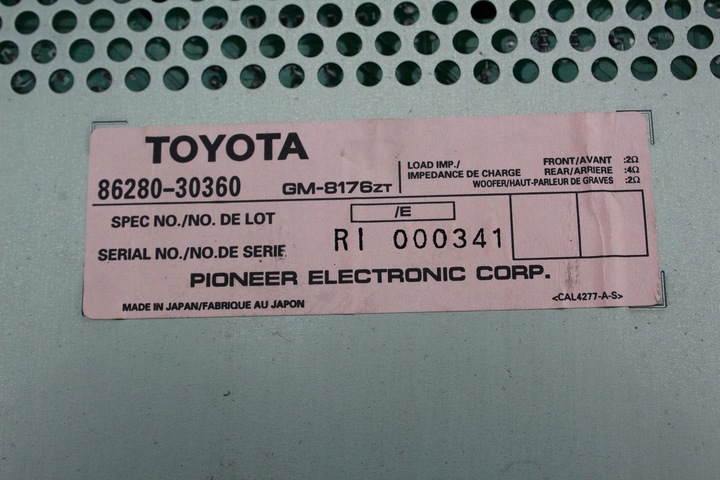 TOYOTA
86280-30360 GM-8176ZT
LOAD IMP./
IMPEDANCE DE CHARGE
FRONT/AVANT :2Ω
REAR/ARRIERE :4Ω
WOOFER/HAUT-PARLEUR DE GRAVES :2Ω
SPEC NO./NO. DE LOT /E
SERIAL NO./NO.DE SERIE RI 000341
PIONEER ELECTRONIC CORP.
MADE IN JAPAN/FABRIQUE AU JAPON <CAL4277-A-S>